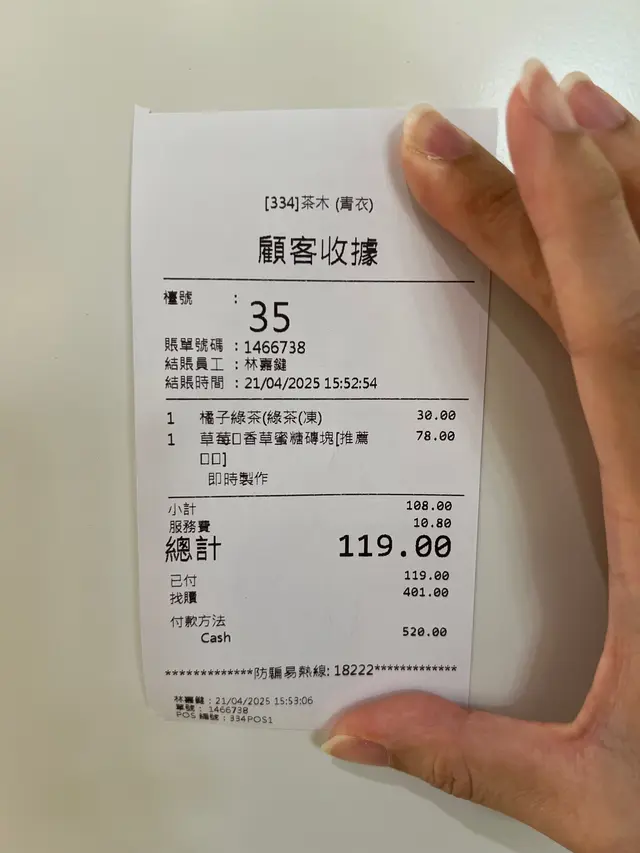 [334]茶木 (青衣)
顧客收據
檯號 : 35
賬單號碼 : 1466738
結賬員工 : 林嘉鍵
結賬時間 : 21/04/2025 15:52:54
1 橘子綠茶(綠茶(凍) 30.00
1 草莓□香草蜜糖磚塊[推薦 78.00
□□]
即時製作
小計 108.00
服務費 10.80
總計 119.00
已付 119.00
找贖 401.00
付款方法
Cash 520.00
*************防騙易熱線: 18222*************
林嘉鍵 : 21/04/2025 15:53:06
單號 : 1466738
POS 編號 : 334POS1